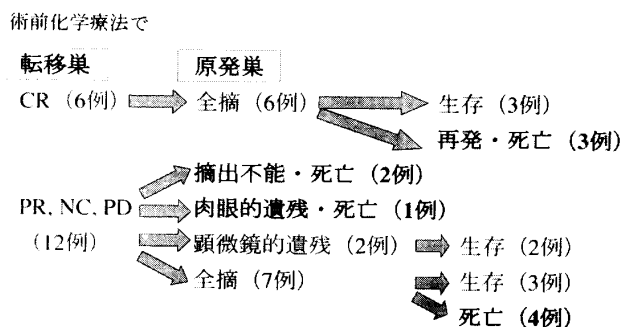 術前化学療法で
転移巣 原発巣
CR（6例） 全摘（6例） 生存（3例）
再発・死亡（3例）
摘出不能・死亡（2例）
PR, NC, PD 肉眼的遺残・死亡（1例）
（12例） 顕微鏡的遺残（2例） 生存（2例）
全摘（7例） 生存（3例）
死亡（4例）